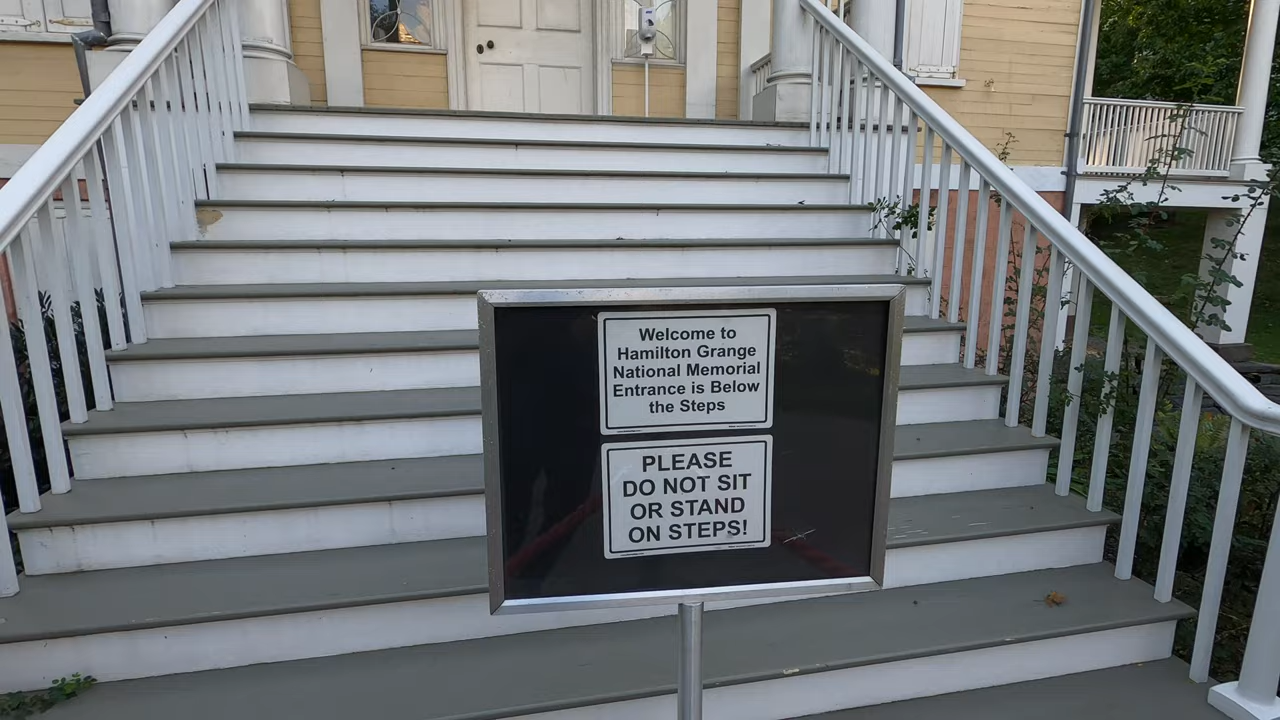 Welcome to
Hamilton Grange
National Memorial
Entrance is Below
the Steps
PLEASE
DO NOT SIT
OR STAND
ON STEPS!